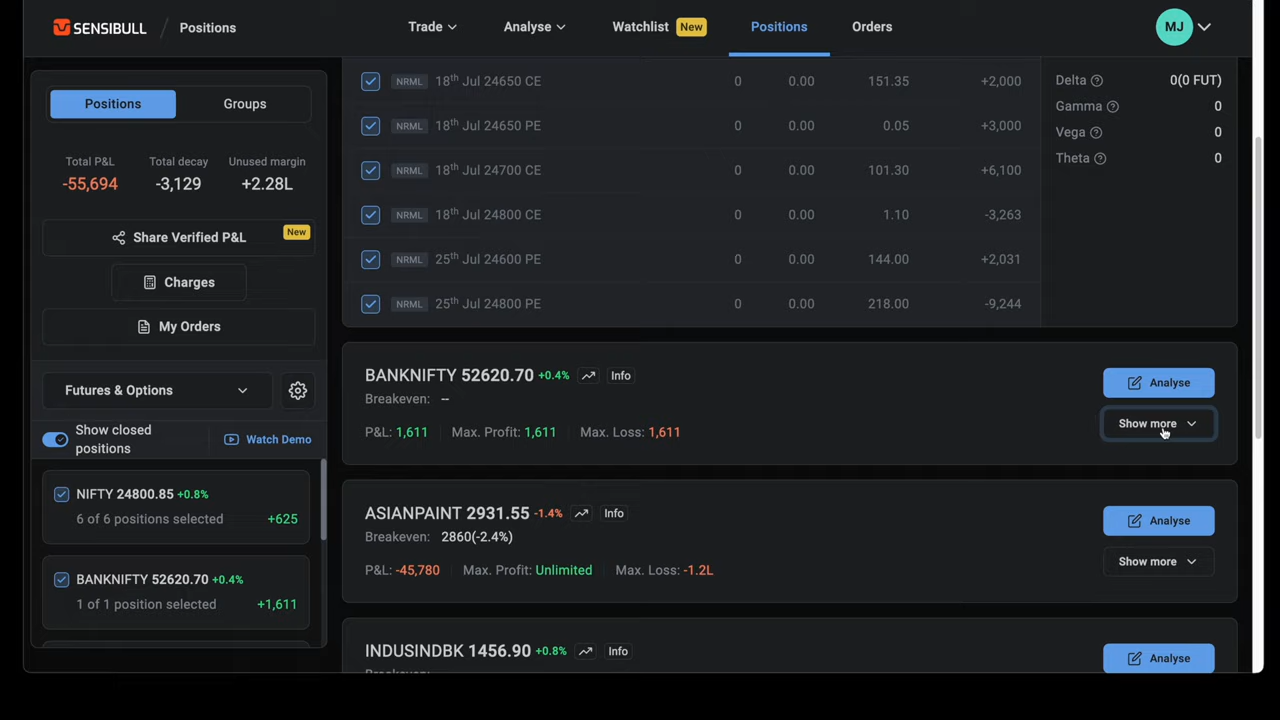 SENSIBULL / Positions Trade Analyse Watchlist New Positions Orders MJ
Positions Groups
Total P&L Total decay Unused margin
-55,694 -3,129 +2.28L
Share Verified P&L New
Charges
My Orders
Futures & Options
Show closed positions
Watch Demo
NIFTY 24800.85 +0.8%
6 of 6 positions selected +625
BANKNIFTY 52620.70 +0.4%
1 of 1 position selected +1,611
NRML 18th Jul 24650 CE 0 0.00 151.35 +2,000
NRML 18th Jul 24650 PE 0 0.00 0.05 +3,000
NRML 18th Jul 24700 CE 0 0.00 101.30 +6,100
NRML 18th Jul 24800 CE 0 0.00 1.10 -3,263
NRML 25th Jul 24600 PE 0 0.00 144.00 +2,031
NRML 25th Jul 24800 PE 0 0.00 218.00 -9,244
Delta 0(0 FUT)
Gamma 0
Vega 0
Theta 0
BANKNIFTY 52620.70 +0.4% Info
Breakeven: --
P&L: 1,611 Max. Profit: 1,611 Max. Loss: 1,611
Analyse
Show more
ASIANPAINT 2931.55 -1.4% Info
Breakeven: 2860(-2.4%)
P&L: -45,780 Max. Profit: Unlimited Max. Loss: -1.2L
Analyse
Show more
INDUSINDBK 1456.90 +0.8% Info
Analyse